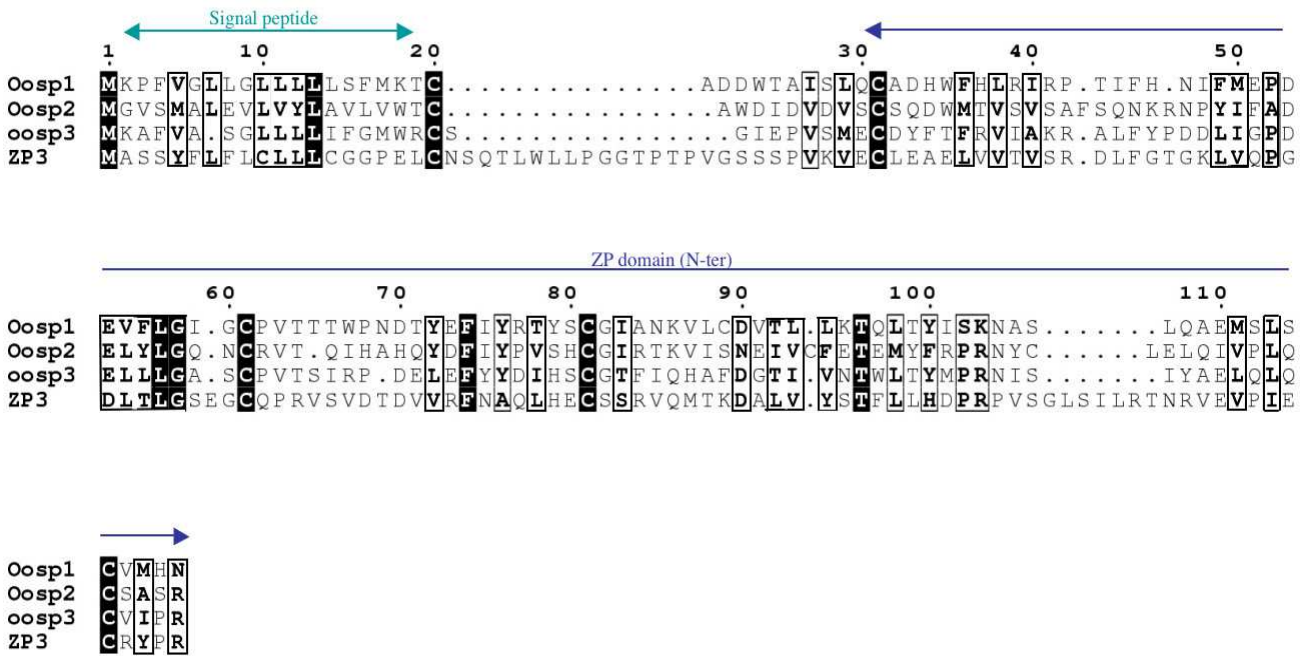 Signal peptide
1 10 20 30 40 50
Oosp1 MKPFVGLLGLLLLLSFMKTC................ADDWTAISLQCADHWFHLRIRP.TIFH.NIFMEPD
Oosp2 MGVSMALEVLVYLAVLVWTC.................AWDIDVDVSCSQDWMTVSVSAFSQNKRNPYIFAD
oosp3 MKAFVA.SGLLLLIFGMWRCS.................GIEPVSMECDYFTFRVIAKR.ALFYPDDLIGPD
ZP3 MASSYFLFLCLLLCGGPELCNSQTLWLLPGGTPTPVGSSSPVKVECLEAELVVTVSR.DLFGTGKLVQPG
ZP domain (N-ter)
60 70 80 90 100 110
Oosp1 EVFLGI.GCPVTTTWPNDTYEFIYRTYSCGIANKVLCDVTL.LKTQLTYISKNAS.......LQAEMSLS
Oosp2 ELYLGQ.NCRVT.QIHAHQYDFIYPVSHCGIRTKVISNEIVCFETEMYFRPRNYC......LELQIVPLQ
oosp3 ELLLGA.SCPVTSIRP.DELEFYYDIHSCGTFIQHAFDGTI.VNTWLTYMPRNIS.......IYAELQLQ
ZP3 DLTLGSEGCQPRVSVDTDVVRFNAQLHECSSRVQMTKDALV.YSTFLLHDPRPVSGLSILRTNRVEVPIE
Oosp1 CVMHN
Oosp2 CSASR
oosp3 CVIPR
ZP3 CRYPR